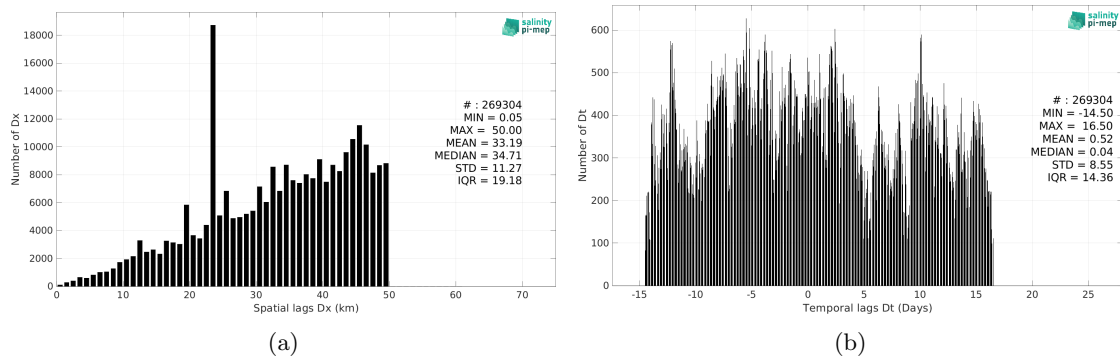 18000
16000
14000
12000
10000
8000
6000
4000
2000
0
Number of Dx
0 10 20 30 40 50 60 70
Spatial lags Dx (km)
salinity
pi-mep
# : 269304
MIN = 0.05
MAX = 50.00
MEAN = 33.19
MEDIAN = 34.71
STD = 11.27
IQR = 19.18
(a)
600
500
400
300
200
100
0
Number of Dt
-15 -10 -5 0 5 10 15 20 25
Temporal lags Dt (Days)
salinity
pi-mep
# : 269304
MIN = -14.50
MAX = 16.50
MEAN = 0.52
MEDIAN = 0.04
STD = 8.55
IQR = 14.36
(b)